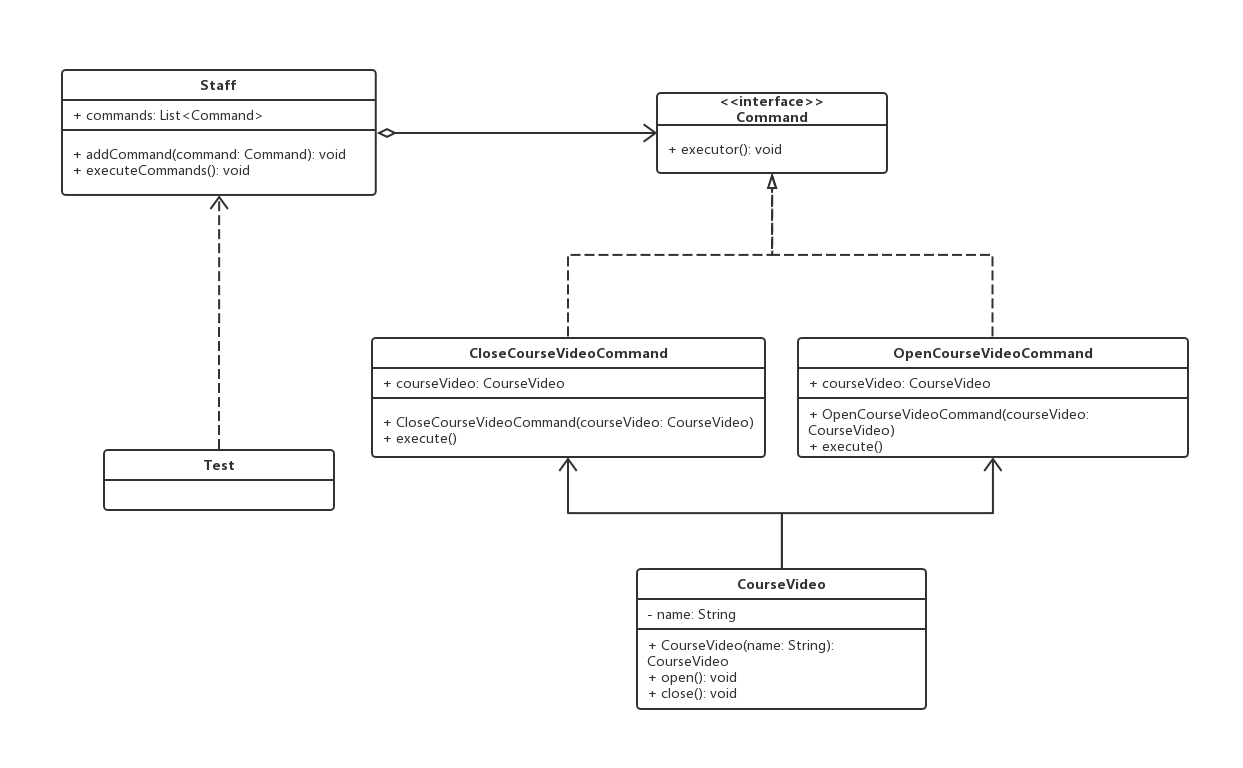 Staff
+ commands: List<Command>
+ addCommand(command: Command): void
+ executeCommands(): void
<<interface>>
Command
+ executor(): void
CloseCourseVideoCommand
+ courseVideo: CourseVideo
+ CloseCourseVideoCommand(courseVideo: CourseVideo)
+ execute()
OpenCourseVideoCommand
+ courseVideo: CourseVideo
+ OpenCourseVideoCommand(courseVideo:
CourseVideo)
+ execute()
Test
CourseVideo
- name: String
+ CourseVideo(name: String):
CourseVideo
+ open(): void
+ close(): void